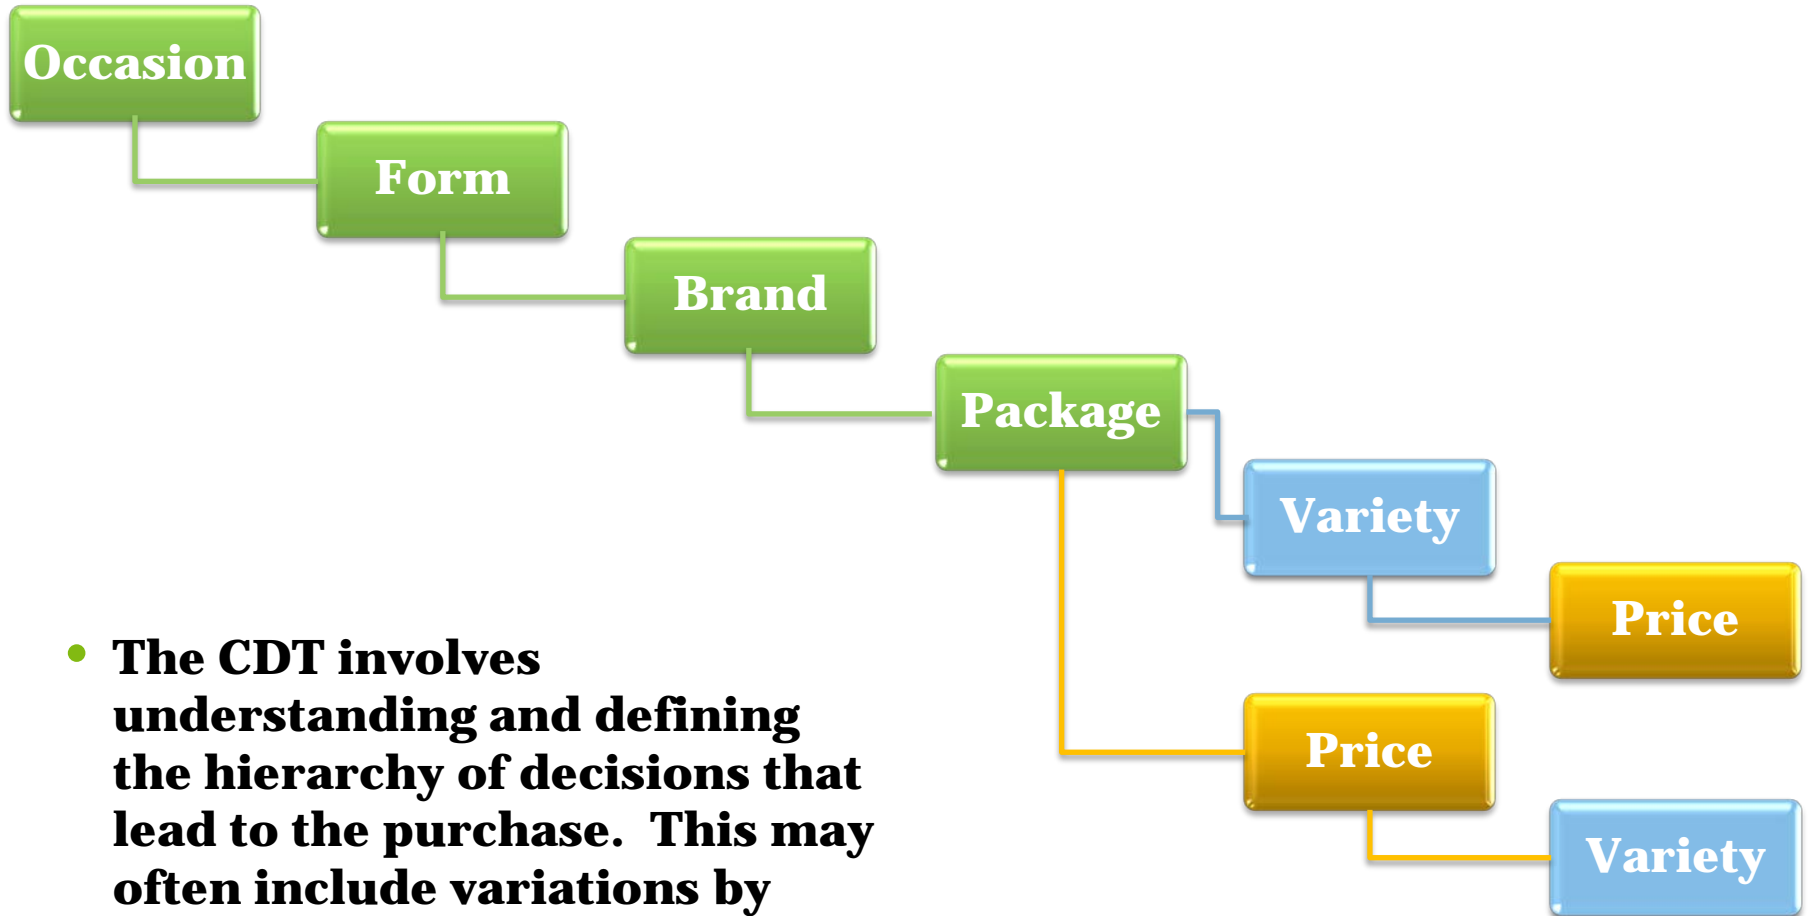 Occasion
Form
Brand
Package
Variety
Price
Price
Variety
• The CDT involves
understanding and defining
the hierarchy of decisions that
lead to the purchase.  This may
often include variations by